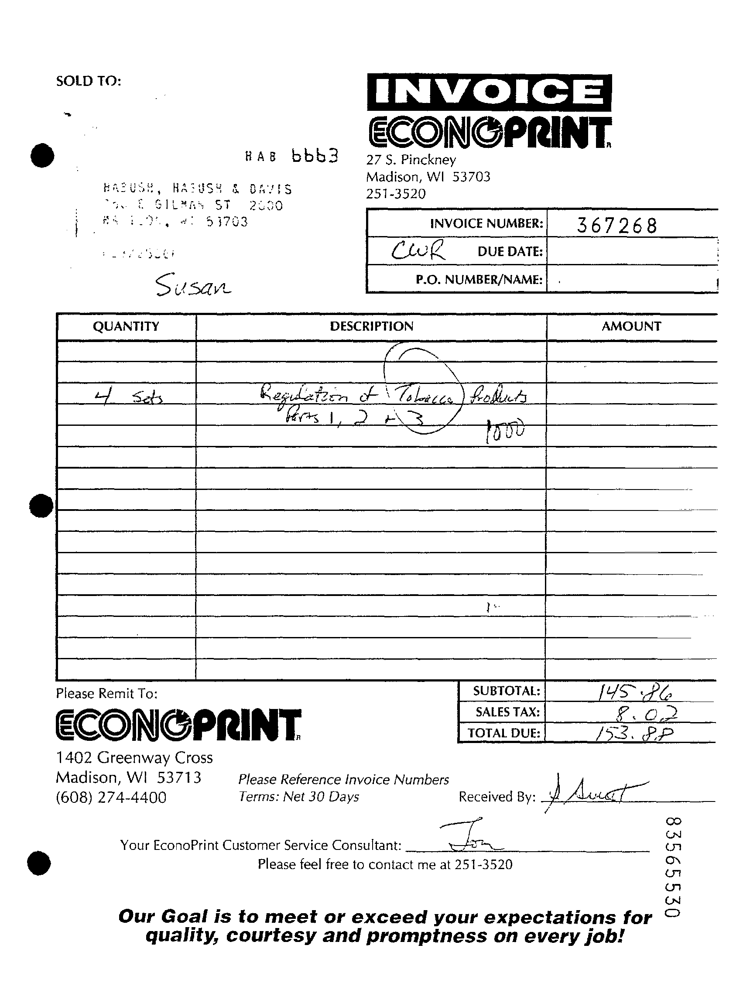 SOLD TO:
INVOICE
ECONOPRINT
HAB 6663
27 S. Pinckney
Madison, WI 53703
251-3520
HABUSH, HABUSH & DAVIS
E GILMAN ST 2000
53703
Susan
INVOICE NUMBER: 367268
CWR DUE DATE:
P.O. NUMBER/NAME:
QUANTITY DESCRIPTION AMOUNT
4 Sets Regulation of Tobacco Products
Parts 1, 2 + 3
1000
Please Remit To:
SUBTOTAL: 145.86
SALES TAX: 8.02
TOTAL DUE: 153.88
ECONOPRINT
1402 Greenway Cross
Madison, WI 53713
(608) 274-4400
Please Reference Invoice Numbers
Terms: Net 30 Days
Received By:
Your EconoPrint Customer Service Consultant: Jon
Please feel free to contact me at 251-3520
83565530
Our Goal is to meet or exceed your expectations for
quality, courtesy and promptness on every job!